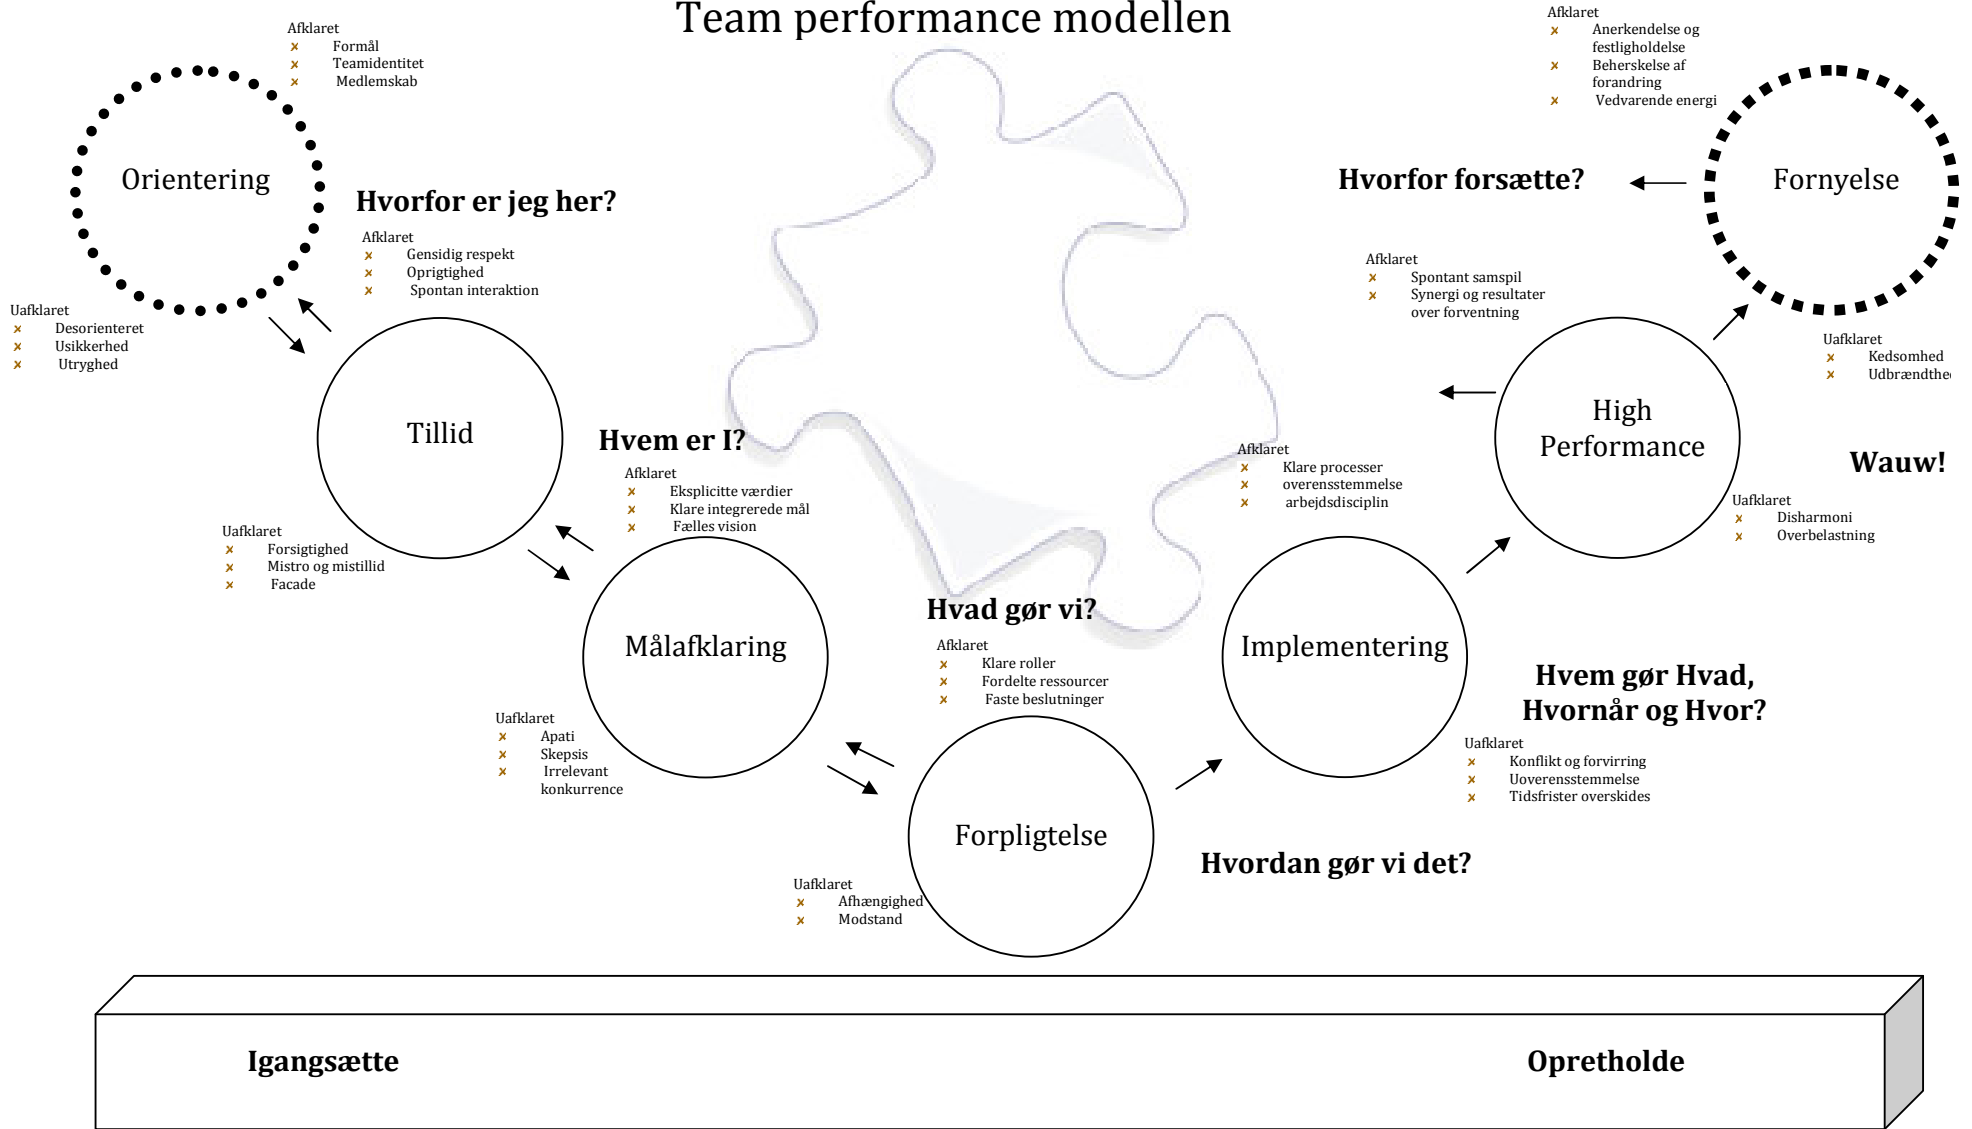 Team performance modellen
Afklaret
Formål
Teamidentitet
Medlemskab
Orientering
Hvorfor er jeg her?
Uafklaret
Desorienteret
Usikkerhed
Utryghed
Afklaret
Gensidig respekt
Oprigtighed
Spontan interaktion
Tillid
Hvem er I?
Uafklaret
Forsigtighed
Mistro og mistillid
Facade
Afklaret
Eksplicitte værdier
Klare integrerede mål
Fælles vision
Målafklaring
Hvad gør vi?
Uafklaret
Apati
Skepsis
Irrelevant
konkurrence
Afklaret
Klare roller
Fordelte ressourcer
Faste beslutninger
Forpligtelse
Hvordan gør vi det?
Uafklaret
Afhængighed
Modstand
Afklaret
Klare processer
overensstemmelse
arbejdsdisciplin
Implementering
Hvem gør Hvad,
Hvornår og Hvor?
Uafklaret
Konflikt og forvirring
Uoverensstemmelse
Tidsfrister overskides
Afklaret
Spontant samspil
Synergi og resultater
over forventning
High
Performance
Wauw!
Uafklaret
Disharmoni
Overbelastning
Afklaret
Anerkendelse og
festligholdelse
Beherskelse af
forandring
Vedvarende energi
Hvorfor forsætte?
Fornyelse
Uafklaret
Kedsomhed
Igangsætte
Opretholde